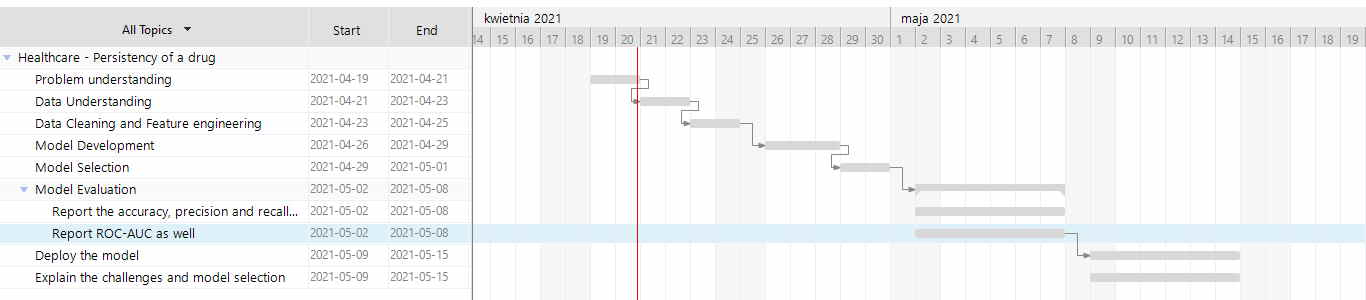 kwietnia 2021 maja 2021
All Topics Start End
14 15 16 17 18 19 20 21 22 23 24 25 26 27 28 29 30 1 2 3 4 5 6 7 8 9 10 11 12 13 14 15 16 17 18 19
Healthcare - Persistency of a drug
Problem understanding 2021-04-19 2021-04-21
Data Understanding 2021-04-21 2021-04-23
Data Cleaning and Feature engineering 2021-04-23 2021-04-25
Model Development 2021-04-26 2021-04-29
Model Selection 2021-04-29 2021-05-01
Model Evaluation 2021-05-02 2021-05-08
Report the accuracy, precision and recall... 2021-05-02 2021-05-08
Report ROC-AUC as well 2021-05-02 2021-05-08
Deploy the model 2021-05-09 2021-05-15
Explain the challenges and model selection 2021-05-09 2021-05-15